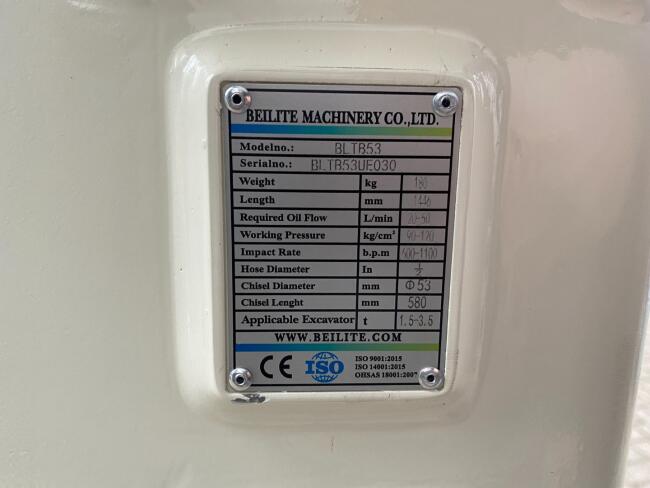 BEILITE MACHINERY CO.,LTD.
Modelno.: BLTB53
Serialno.: BLTB53UE030
Weight kg 180
Length mm 1446
Required Oil Flow L/min 20-50
Working Pressure kg/cm² 90-120
Impact Rate b.p.m 600-1100
Hose Diameter In 1/2
Chisel Diameter mm Φ53
Chisel Lenght mm 580
Applicable Excavator t 1.5-3.5
WWW.BEILITE.COM
CE ISO ISO 9001:2015
ISO 14001:2015
OHSAS 18001:2007